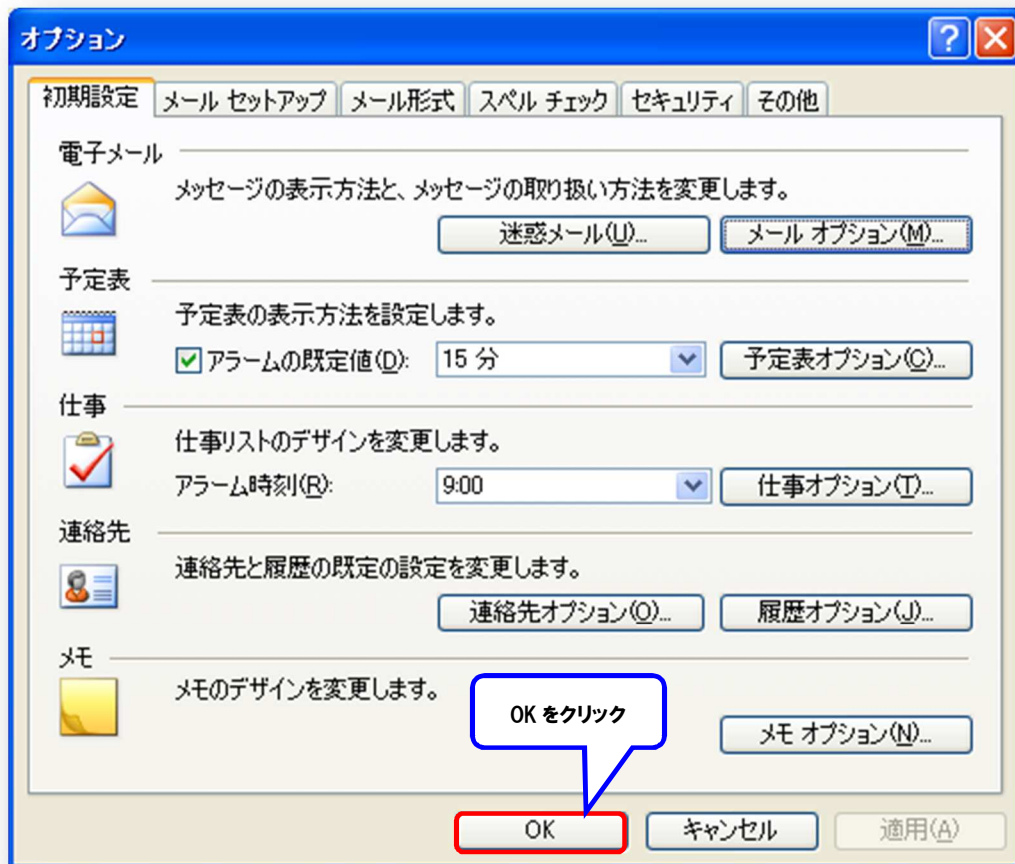 オプション
初期設定 メール セットアップ メール形式 スペル チェック セキュリティ その他
電子メール
メッセージの表示方法と、メッセージの取り扱い方法を変更します。
迷惑メール(U)... メール オプション(M)...
予定表
予定表の表示方法を設定します。
アラームの既定値(D): 15 分 予定表オプション(C)...
仕事
仕事リストのデザインを変更します。
アラーム時刻(R): 9:00 仕事オプション(T)...
連絡先
連絡先と履歴の既定の設定を変更します。
連絡先オプション(O)... 履歴オプション(J)...
メモ
メモのデザインを変更します。
OK をクリック
メモ オプション(N)...
OK キャンセル 適用(A)